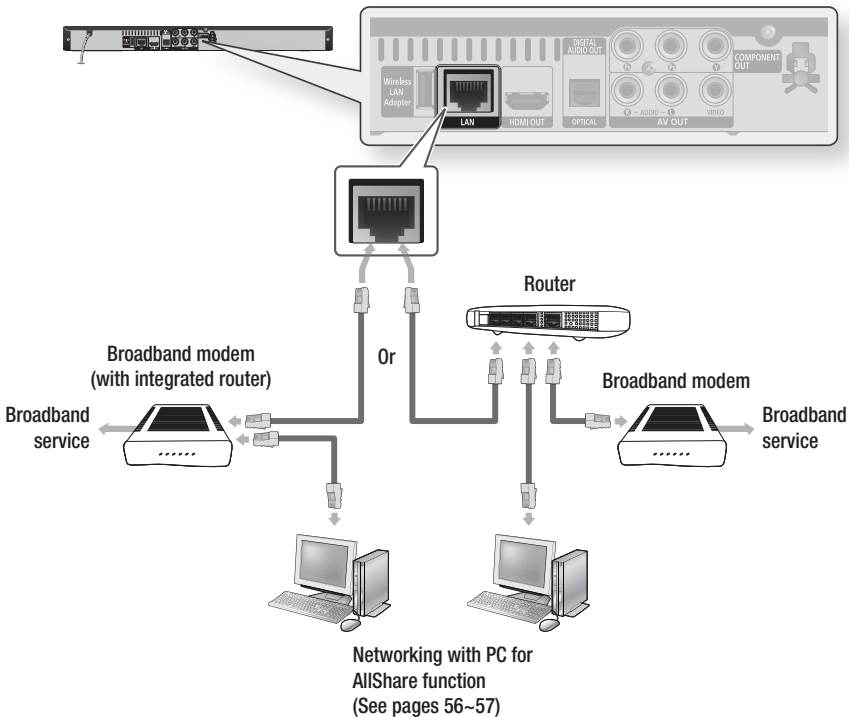 DIGITAL
AUDIO OUT
COMPONENT
OUT
Wireless
LAN
Adapter
LAN
HDMI OUT
OPTICAL
R - AUDIO - L
VIDEO
AV OUT
Router
Broadband modem
(with integrated router)
Or
Broadband modem
Broadband
service
Broadband
service
Networking with PC for
AllShare function
(See pages 56~57)